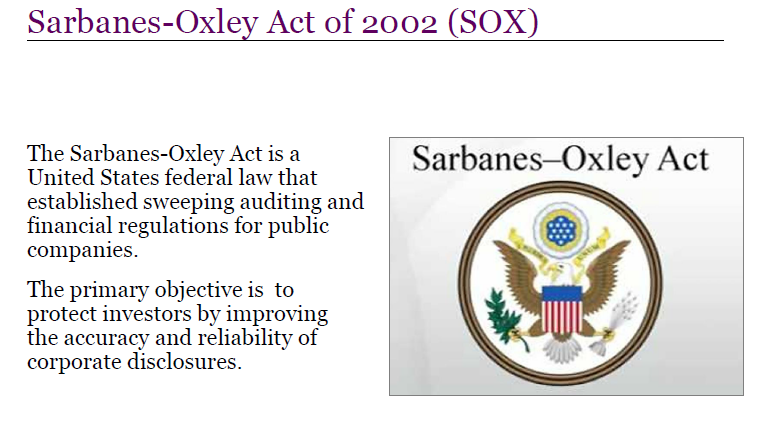 Sarbanes-Oxley Act of 2002 (SOX)
The Sarbanes-Oxley Act is a
United States federal law that
established sweeping auditing and
financial regulations for public
companies.
The primary objective is  to
protect investors by improving
the accuracy and reliability of
corporate disclosures.
Sarbanes–Oxley Act